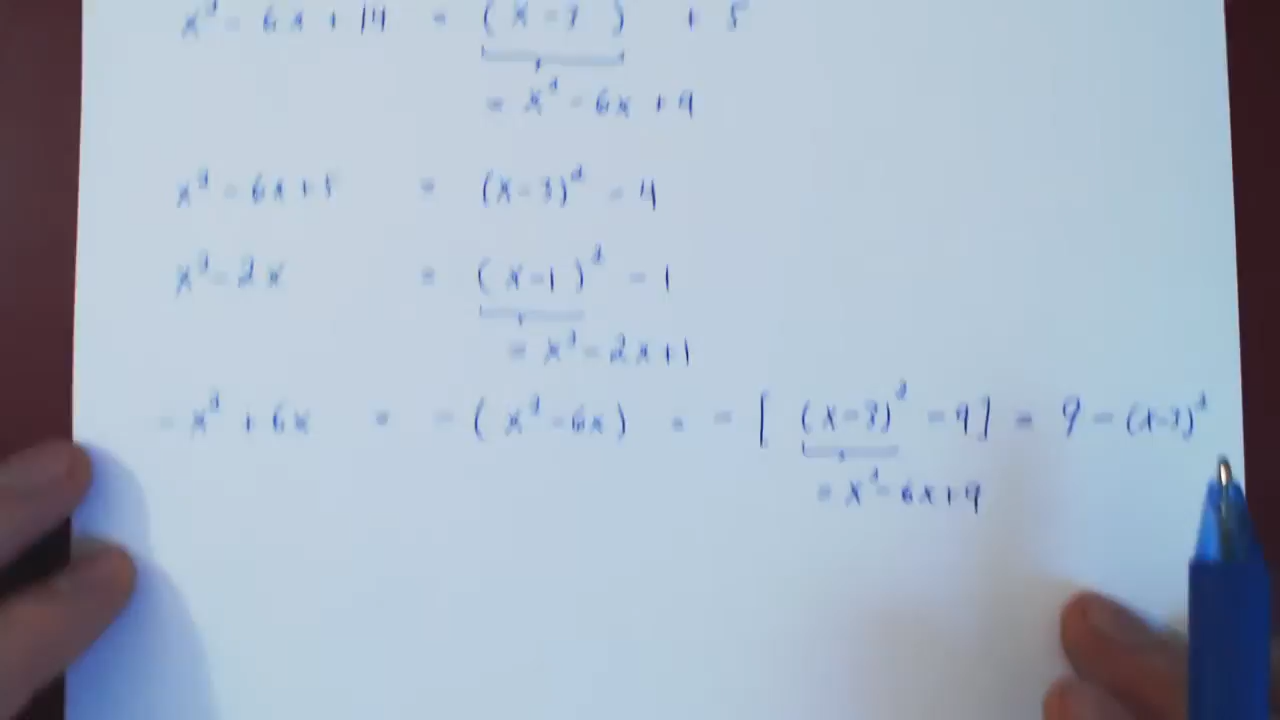 x² - 6x + 14 = (x - 3 ) + 5
= x² - 6x + 9
x² - 6x + 5 = (x - 3)² - 4
x² - 2x = (x - 1)² - 1
= x² - 2x + 1
- x² + 6x = - (x² - 6x) = - [ (x - 3)² - 9 ] = 9 - (x - 3)²
= x² - 6x + 9